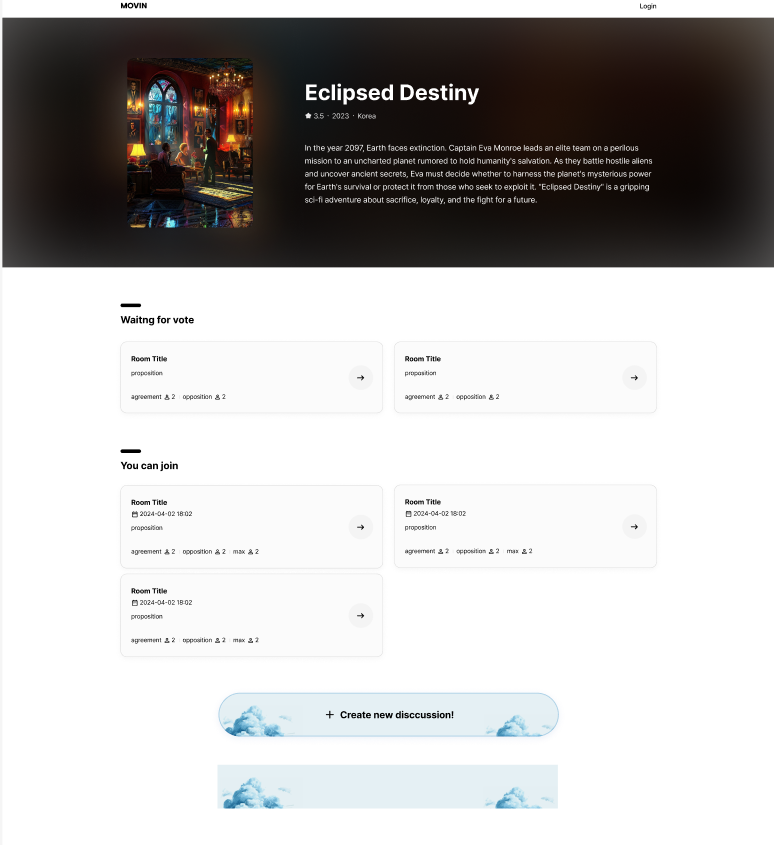 MOVIN
Login
Eclipsed Destiny
3.5 · 2023 · Korea
In the year 2097, Earth faces extinction. Captain Eva Monroe leads an elite team on a perilous
mission to an uncharted planet rumored to hold humanity's salvation. As they battle hostile aliens
and uncover ancient secrets, Eva must decide whether to harness the planet's mysterious power
for Earth's survival or protect it from those who seek to exploit it. "Eclipsed Destiny" is a gripping
sci-fi adventure about sacrifice, loyalty, and the fight for a future.
Waitng for vote
Room Title
proposition
agreement 2 · opposition 2
Room Title
proposition
agreement 2 · opposition 2
You can join
Room Title
2024-04-02 18:02
proposition
agreement 2 · opposition 2 · max 2
Room Title
2024-04-02 18:02
proposition
agreement 2 · opposition 2 · max 2
Room Title
2024-04-02 18:02
proposition
agreement 2 · opposition 2 · max 2
+ Create new disccussion!